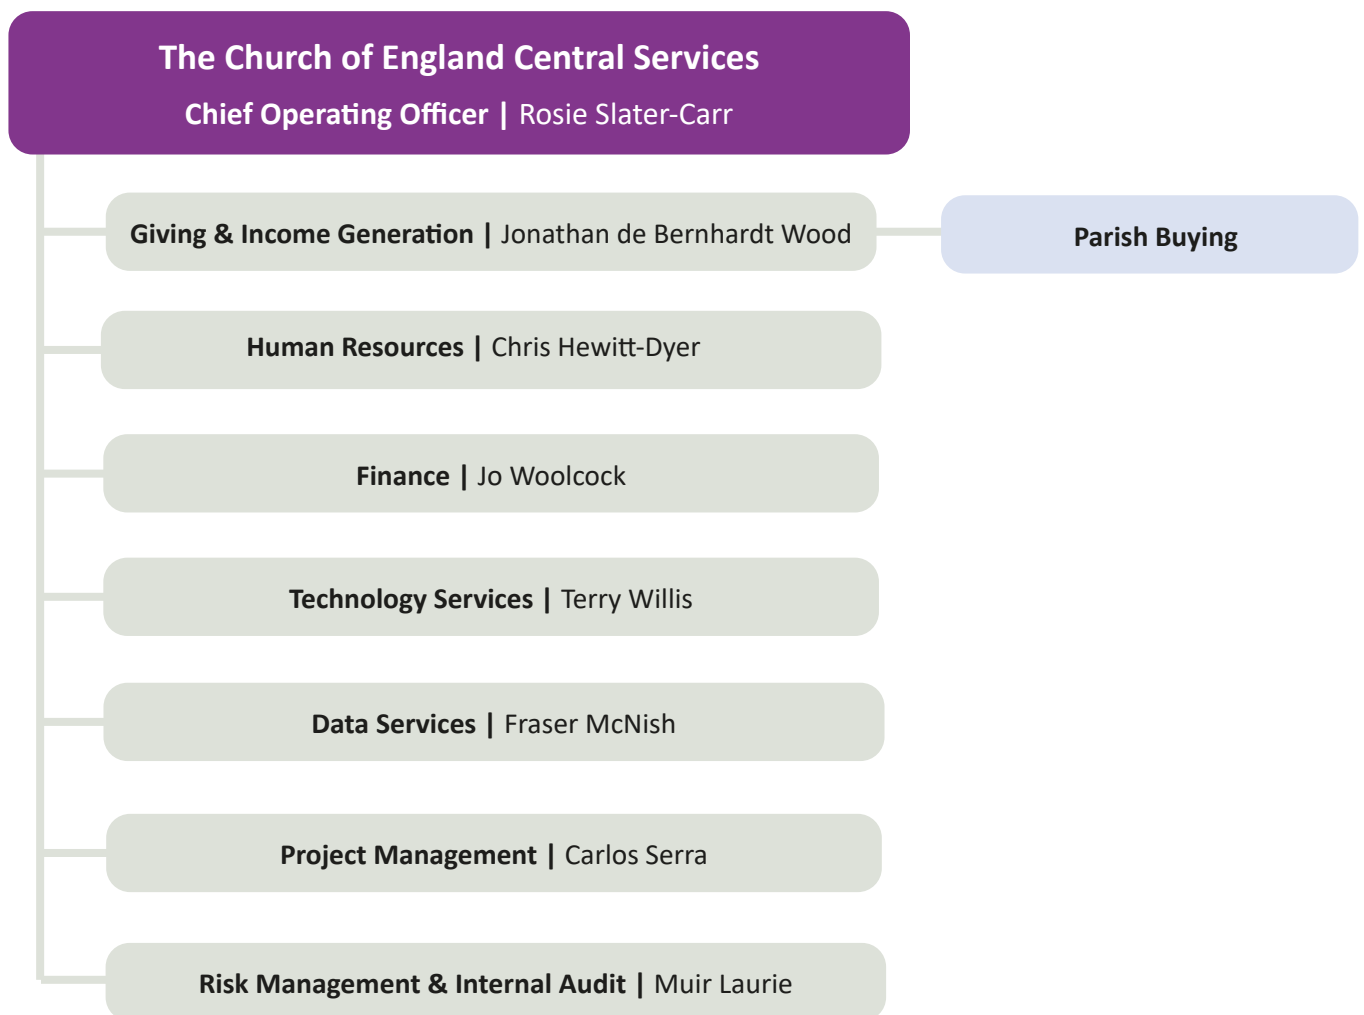 The Church of England Central Services
Chief Operating Officer | Rosie Slater-Carr
Giving & Income Generation | Jonathan de Bernhardt Wood
Parish Buying
Human Resources | Chris Hewitt-Dyer
Finance | Jo Woolcock
Technology Services | Terry Willis
Data Services | Fraser McNish
Project Management | Carlos Serra
Risk Management & Internal Audit | Muir Laurie